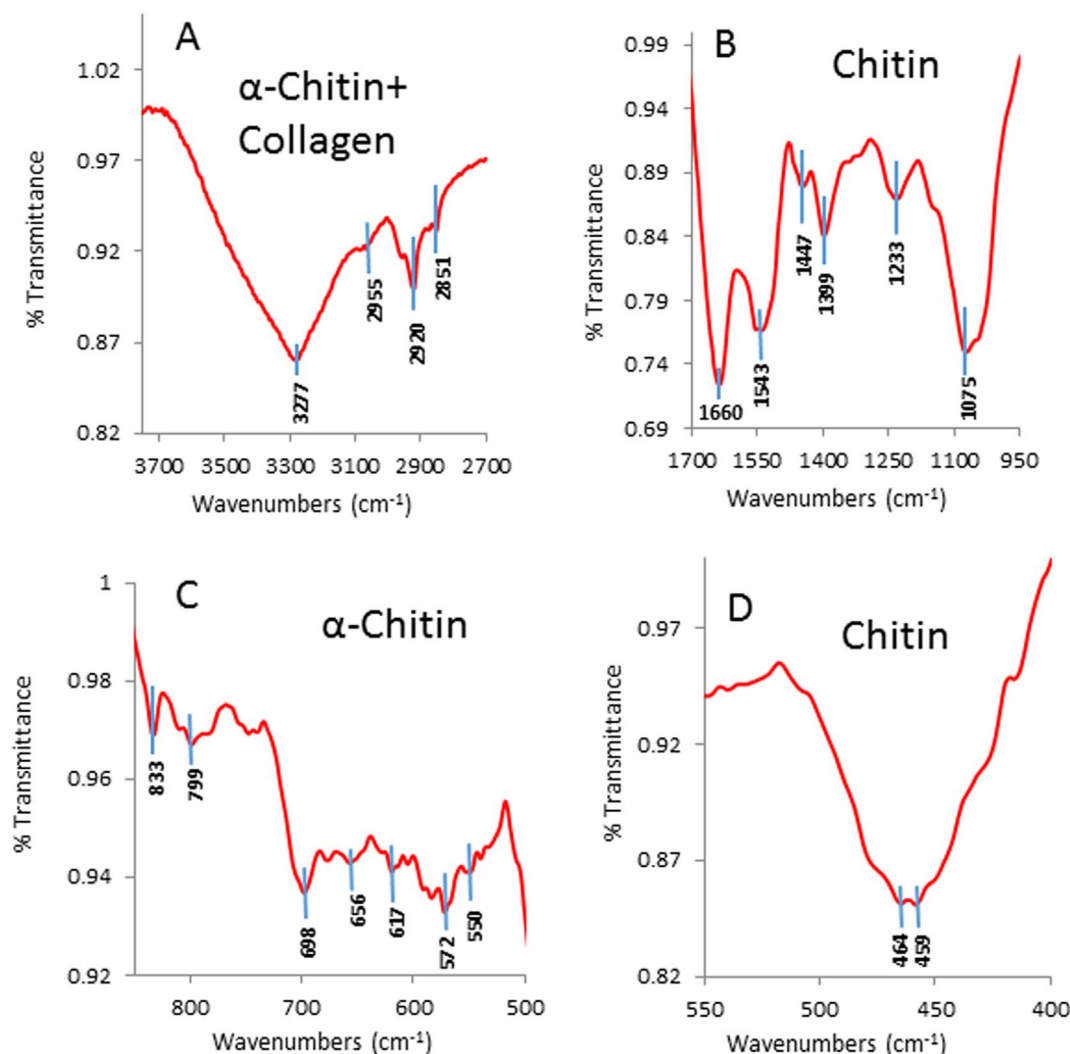 A
α-Chitin+
Collagen
% Transmittance
1.02
0.97
0.92
0.87
0.82
3277
2955
2920
2851
3700 3500 3300 3100 2900 2700
Wavenumbers (cm-1)
B
Chitin
% Transmittance
0.99
0.94
0.89
0.84
0.79
0.74
0.69
1660
1543
1447
1399
1233
1075
1700 1550 1400 1250 1100 950
Wavenumbers (cm-1)
C
α-Chitin
% Transmittance
1
0.98
0.96
0.94
0.92
833
799
698
656
617
572
550
800 700 600 500
Wavenumbers (cm-1)
D
Chitin
% Transmittance
0.97
0.92
0.87
0.82
464
459
550 500 450 400
Wavenumbers (cm-1)